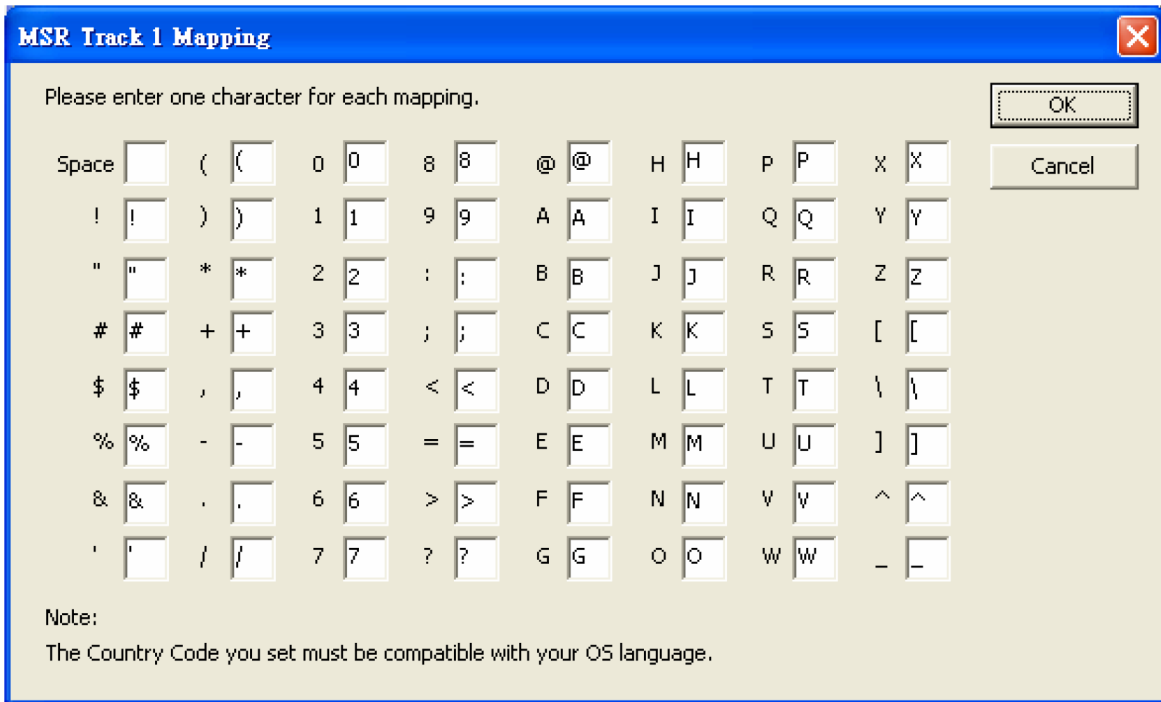 MSR Track 1 Mapping
Please enter one character for each mapping.
OK
Space ( ( 0 0 8 8 @ @ H H P P X X
Cancel
! ! ) ) 1 1 9 9 A A I I Q Q Y Y
" " * * 2 2 : : B B J J R R Z Z
# # + + 3 3 ; ; C C K K S S [ [
$ $ , , 4 4 < < D D L L T T \ \
% % - - 5 5 = = E E M M U U ] ]
& & . . 6 6 > > F F N N V V ^ ^
' ' / / 7 7 ? ? G G O O W W _ _
Note:
The Country Code you set must be compatible with your OS language.